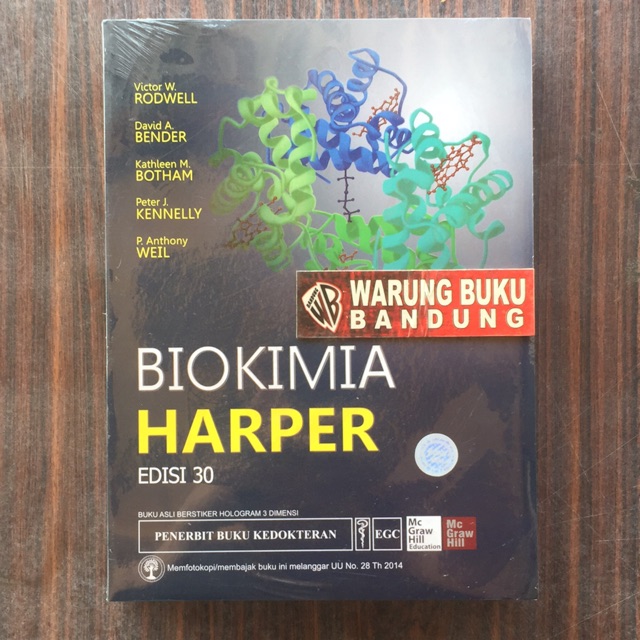 Victor W.
RODWELL
David A.
BENDER
Kathleen M.
BOTHAM
Peter J.
KENNELLY
P. Anthony
WEIL
WARUNG BUKU
BANDUNG
BIOKIMIA
HARPER
EDISI 30
BUKU ASLI BERSTIKER HOLOGRAM 3 DIMENSI
PENERBIT BUKU KEDOKTERAN
EGC
Mc
Graw
Hill
Education
Mc
Graw
Hill
Memfotokopi/membajak buku ini melanggar UU No. 28 Th 2014